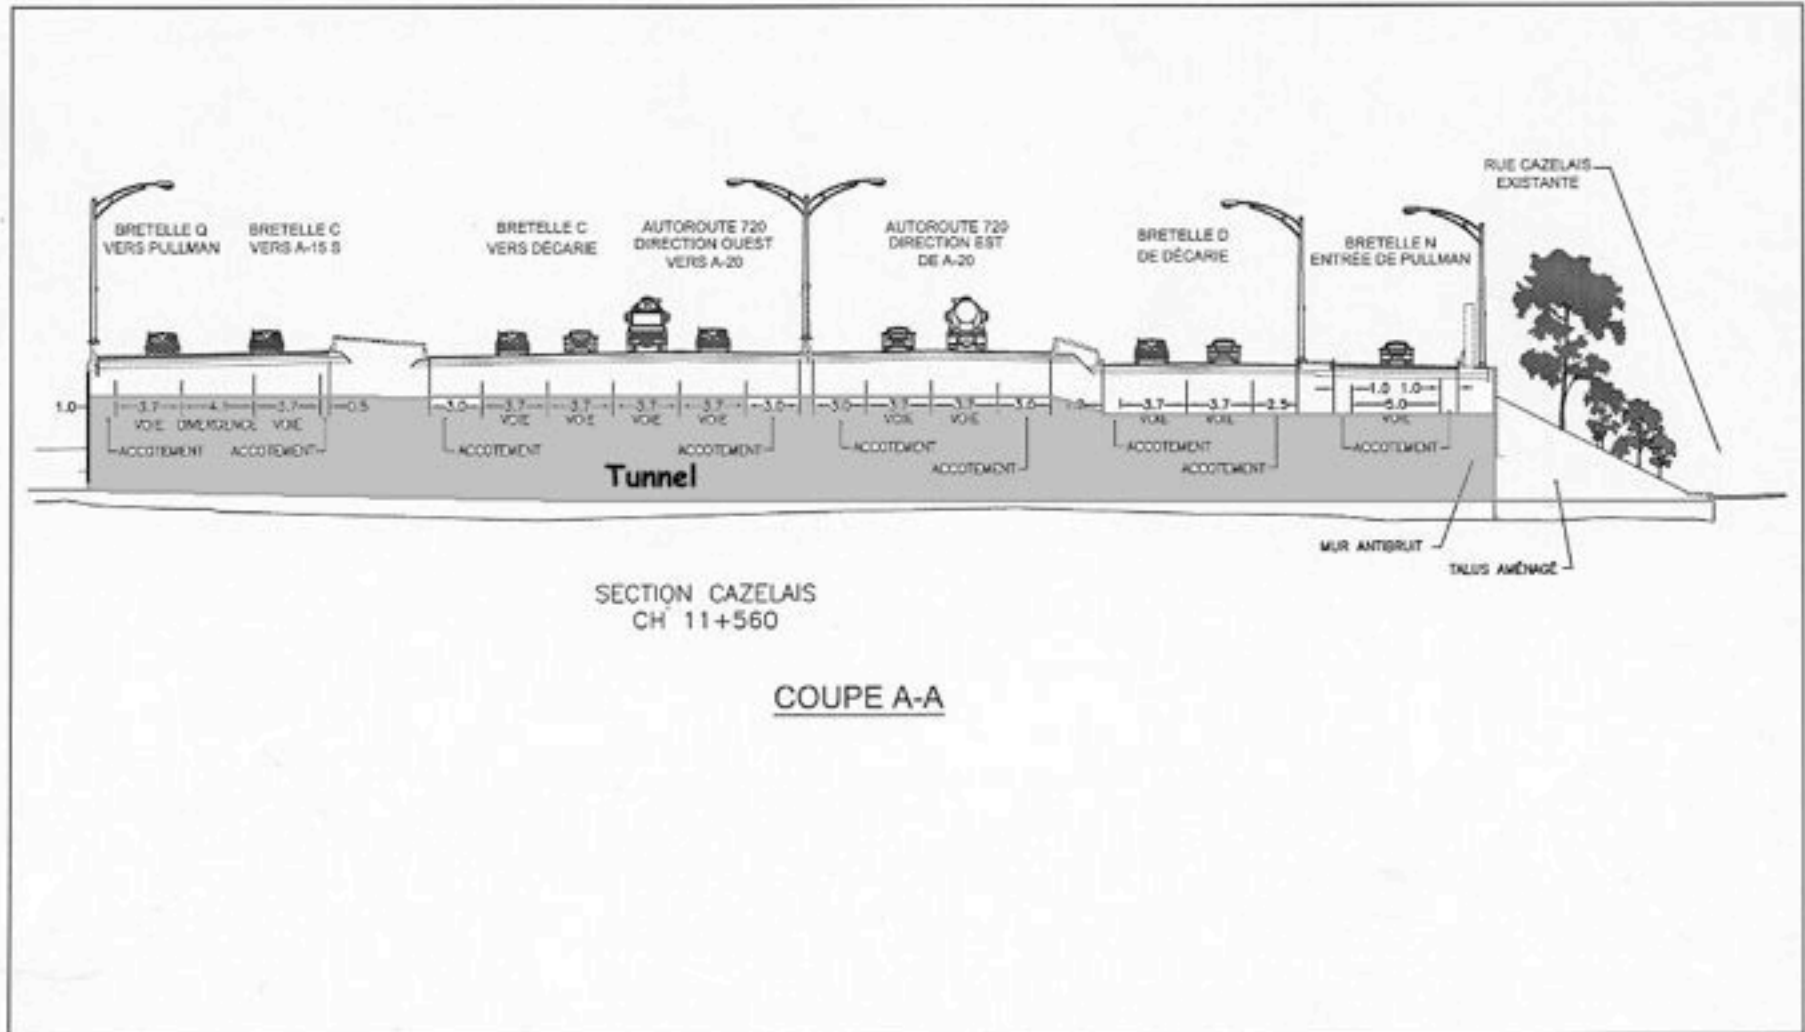 RUE CAZELAIS
EXISTANTE
BRETELLE Q
VERS PULLMAN
BRETELLE C
VERS A-15 S
BRETELLE C
VERS DÉCARIE
AUTOROUTE 720
DIRECTION OUEST
VERS A-20
AUTOROUTE 720
DIRECTION EST
DE A-20
BRETELLE D
DE DÉCARIE
BRETELLE N
ENTRÉE DE PULLMAN
1.0 3.7 3.7 0.5 3.0 3.7 3.7 3.7 3.7 3.0 3.0 3.7 3.7 3.0 3.7 3.7 2.5 1.0 1.0
5.0
VOIE DIVERGENCE VOIE VOIE VOIE VOIE VOIE VOIE VOIE VOIE VOIE VOIE
ACCOTEMENT ACCOTEMENT ACCOTEMENT ACCOTEMENT ACCOTEMENT ACCOTEMENT ACCOTEMENT
ACCOTEMENT ACCOTEMENT
Tunnel
MUR ANTIBRUIT
TALUS AMÉNAGÉ
SECTION CAZELAIS
CH 11+560
COUPE A-A